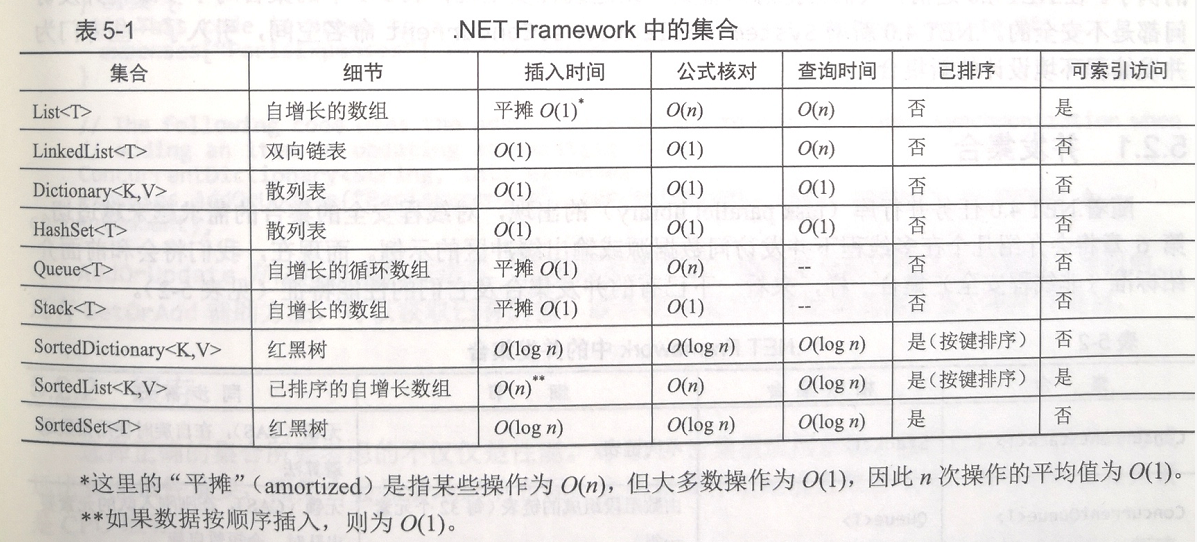 表 5-1 .NET Framework 中的集合
集合 细节 插入时间 公式核对 查询时间 已排序 可索引访问
List<T> 自增长的数组 平摊 O(1)* O(n) O(n) 否 是
LinkedList<T> 双向链表 O(1) O(1) O(n) 否 否
Dictionary<K,V> 散列表 O(1) O(1) O(1) 否 否
HashSet<T> 散列表 O(1) O(1) O(1) 否 否
Queue<T> 自增长的循环数组 平摊 O(1) O(n) -- 否 否
Stack<T> 自增长的数组 平摊 O(1) O(1) -- 否 否
SortedDictionary<K,V> 红黑树 O(log n) O(log n) O(log n) 是(按键排序) 否
SortedList<K,V> 已排序的自增长数组 O(n)** O(n) O(log n) 是(按键排序) 是
SortedSet<T> 红黑树 O(log n) O(log n) O(log n) 是 否
*这里的“平摊”(amortized)是指某些操作为 O(n)，但大多数操作为 O(1)，因此 n 次操作的平均值为 O(1)。
**如果数据按顺序插入，则为 O(1)。